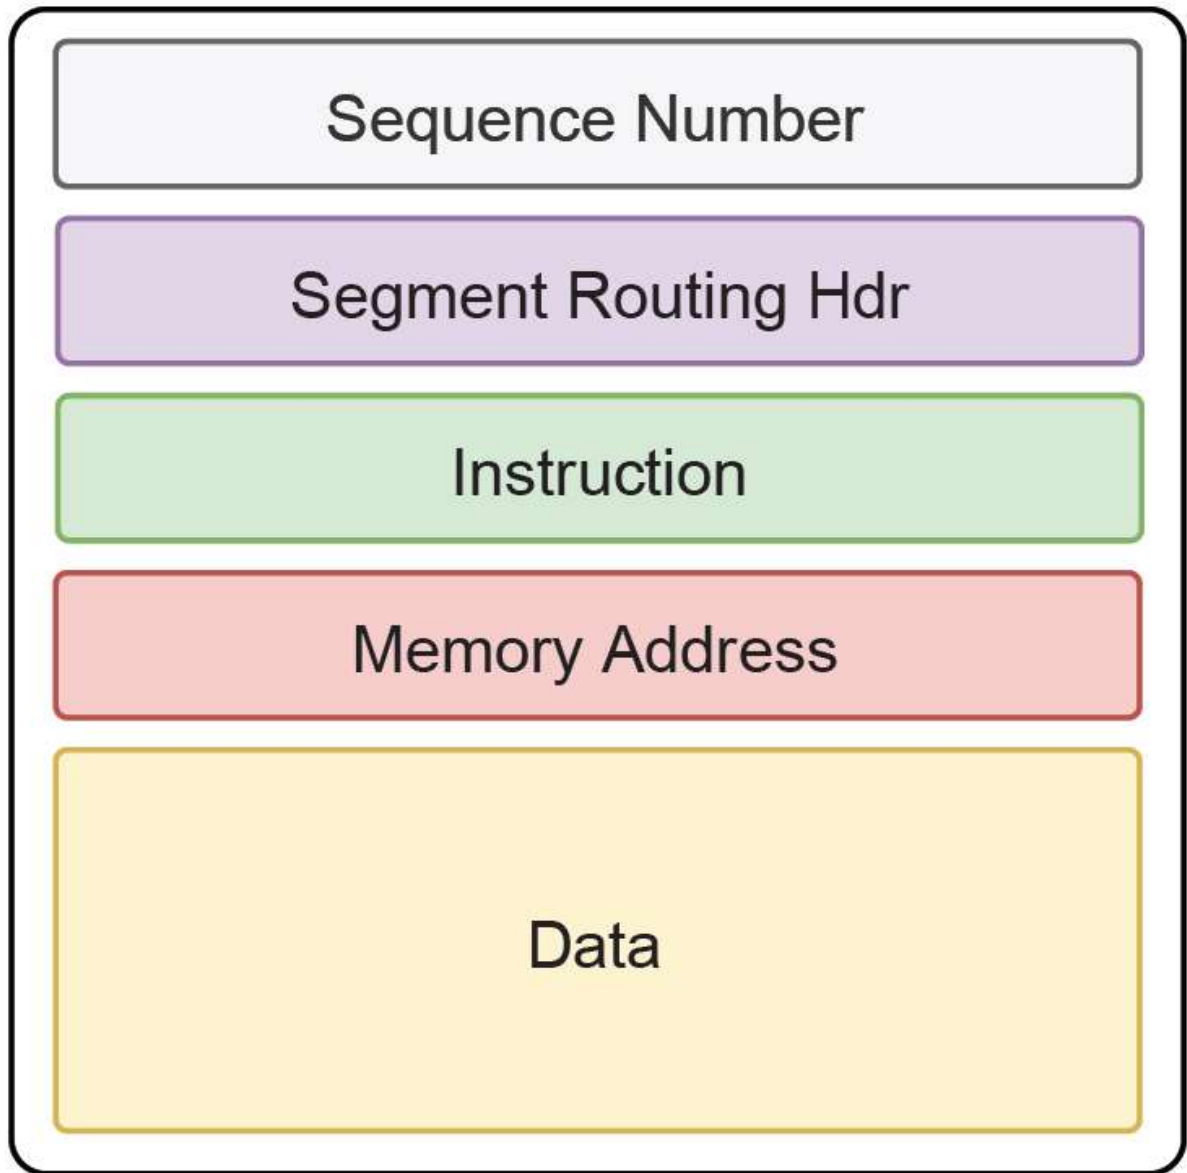 Sequence Number
Segment Routing Hdr
Instruction
Memory Address
Data